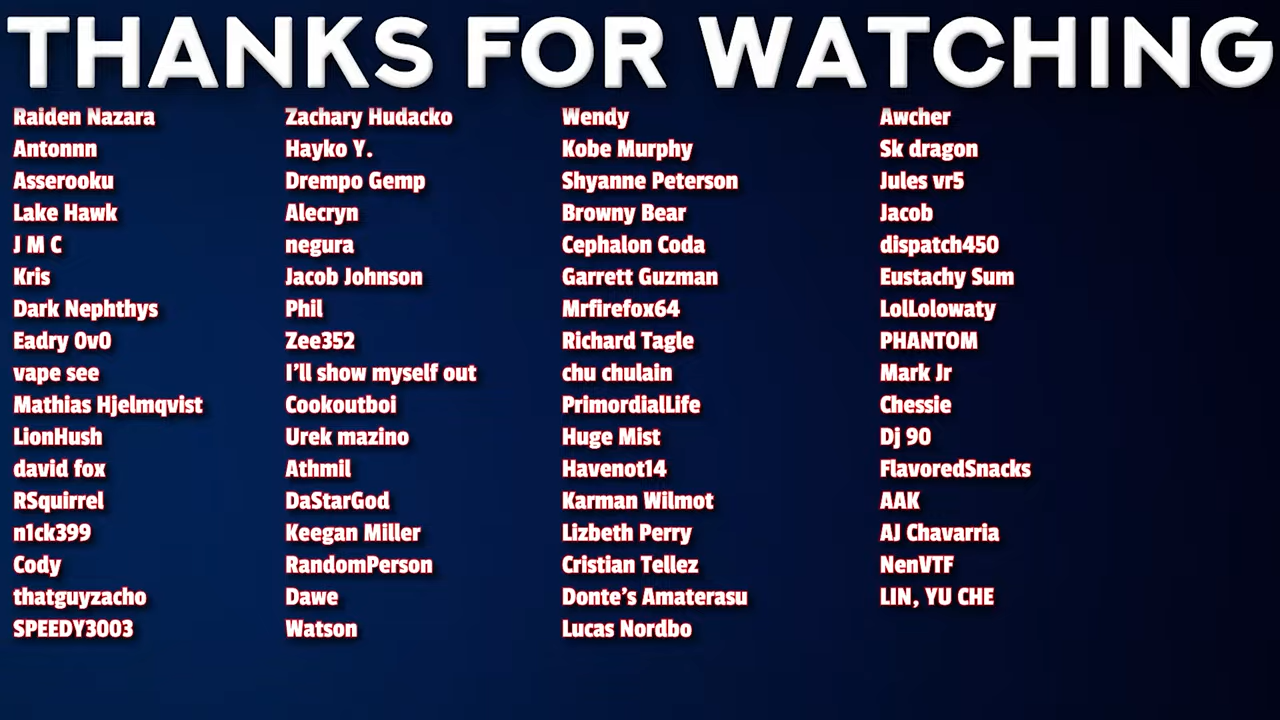 THANKS FOR WATCHING
Raiden Nazara
Antonnn
Asserooku
Lake Hawk
J M C
Kris
Dark Nephthys
Eadry 0v0
vape see
Mathias Hjelmqvist
LionHush
david fox
RSquirrel
n1ck399
Cody
thatguyzacho
SPEEDY3003
Zachary Hudacko
Hayko Y.
Drempo Gemp
Alecryn
negura
Jacob Johnson
Phil
Zee352
I'll show myself out
Cookoutboi
Urek mazino
Athmil
DaStarGod
Keegan Miller
RandomPerson
Dawe
Watson
Wendy
Kobe Murphy
Shyanne Peterson
Browny Bear
Cephalon Coda
Garrett Guzman
Mrfirefox64
Richard Tagle
chu chulain
PrimordialLife
Huge Mist
Havenot14
Karman Wilmot
Lizbeth Perry
Cristian Tellez
Donte's Amaterasu
Lucas Nordbo
Awcher
Sk dragon
Jules vr5
Jacob
dispatch450
Eustachy Sum
LolLolowaty
PHANTOM
Mark Jr
Chessie
Dj 90
FlavoredSnacks
AAK
AJ Chavarria
NenVTF
LIN, YU CHE